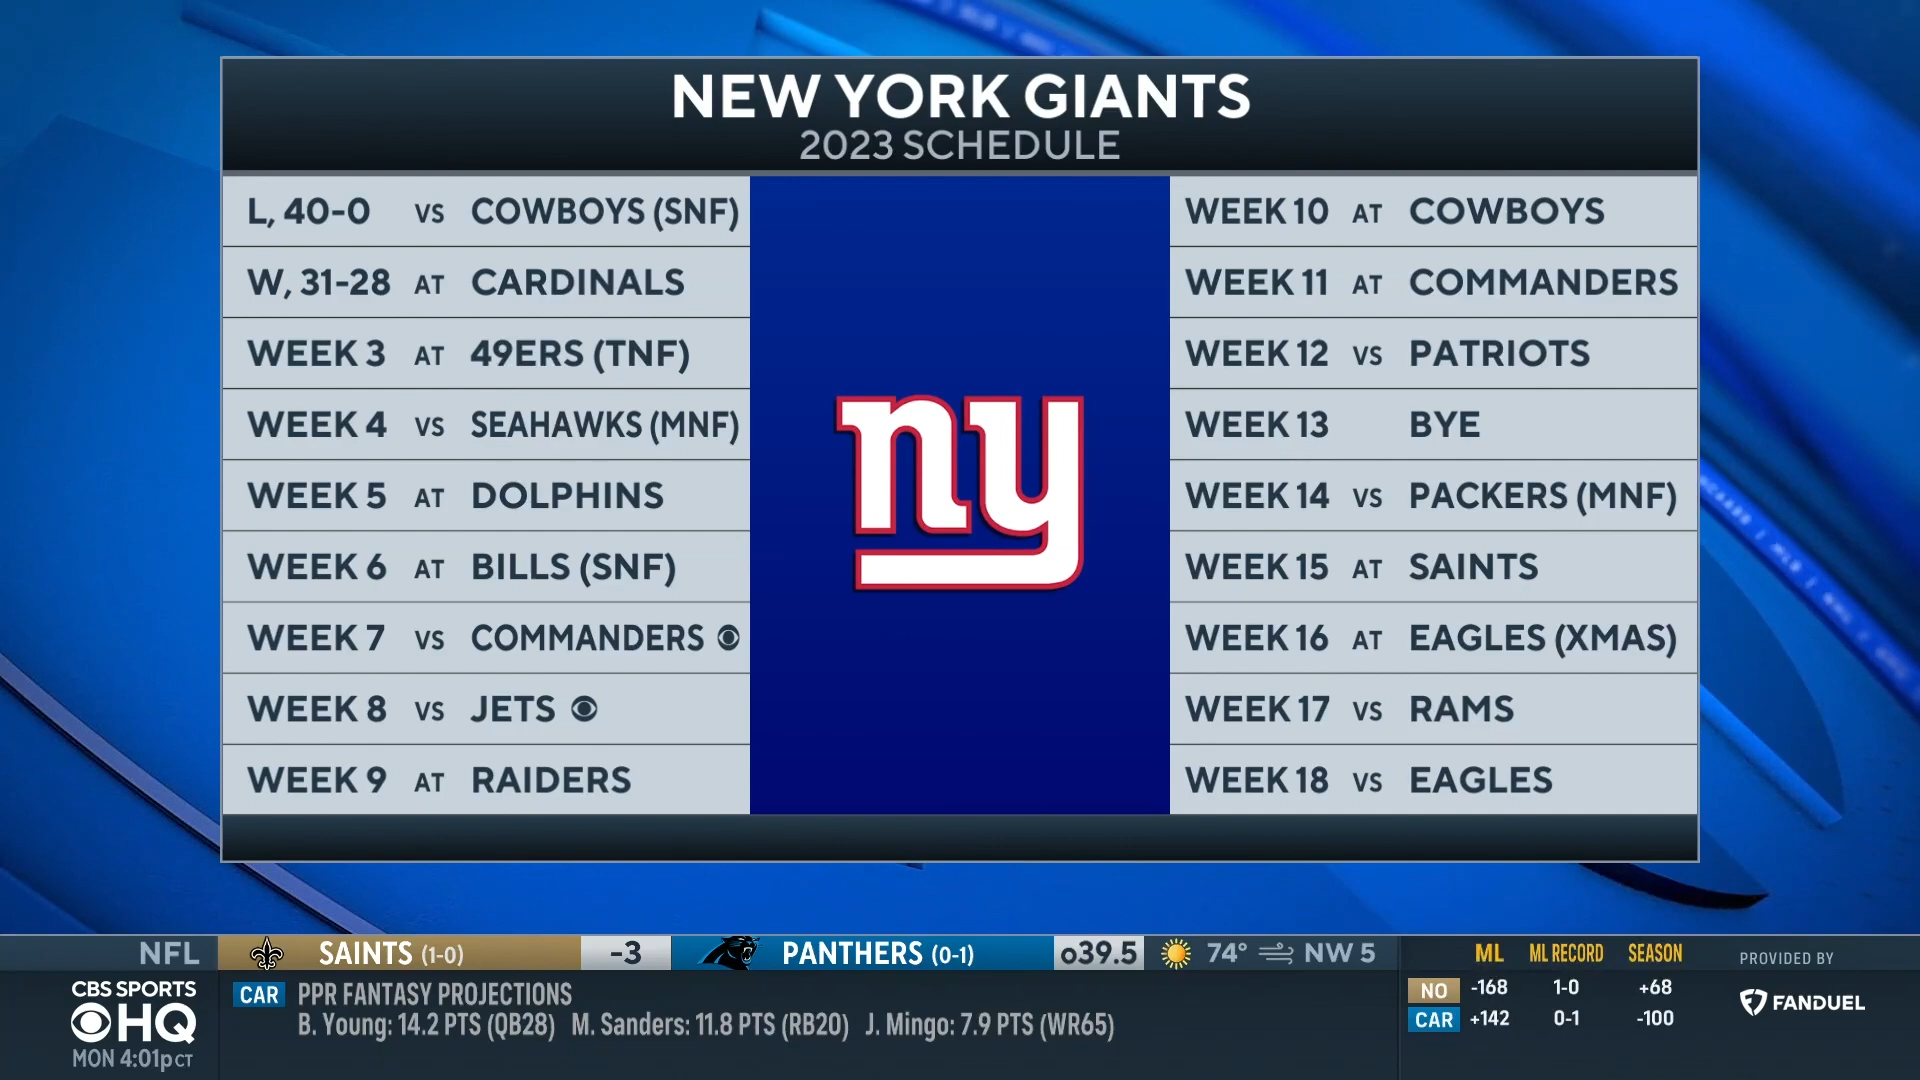 NEW YORK GIANTS
2023 SCHEDULE
L, 40-0 VS COWBOYS (SNF)
W, 31-28 AT CARDINALS
WEEK 3 AT 49ERS (TNF)
WEEK 4 VS SEAHAWKS (MNF)
WEEK 5 AT DOLPHINS
WEEK 6 AT BILLS (SNF)
WEEK 7 VS COMMANDERS
WEEK 8 VS JETS
WEEK 9 AT RAIDERS
ny
WEEK 10 AT COWBOYS
WEEK 11 AT COMMANDERS
WEEK 12 VS PATRIOTS
WEEK 13 BYE
WEEK 14 VS PACKERS (MNF)
WEEK 15 AT SAINTS
WEEK 16 AT EAGLES (XMAS)
WEEK 17 VS RAMS
WEEK 18 VS EAGLES
NFL SAINTS (1-0) -3 PANTHERS (0-1) o39.5 74° NW 5
CBS SPORTS
HQ
MON 4:01p CT
CAR PPR FANTASY PROJECTIONS
B. Young: 14.2 PTS (QB28) M. Sanders: 11.8 PTS (RB20) J. Mingo: 7.9 PTS (WR65)
ML ML RECORD SEASON
NO -168 1-0 +68
CAR +142 0-1 -100
PROVIDED BY
FANDUEL